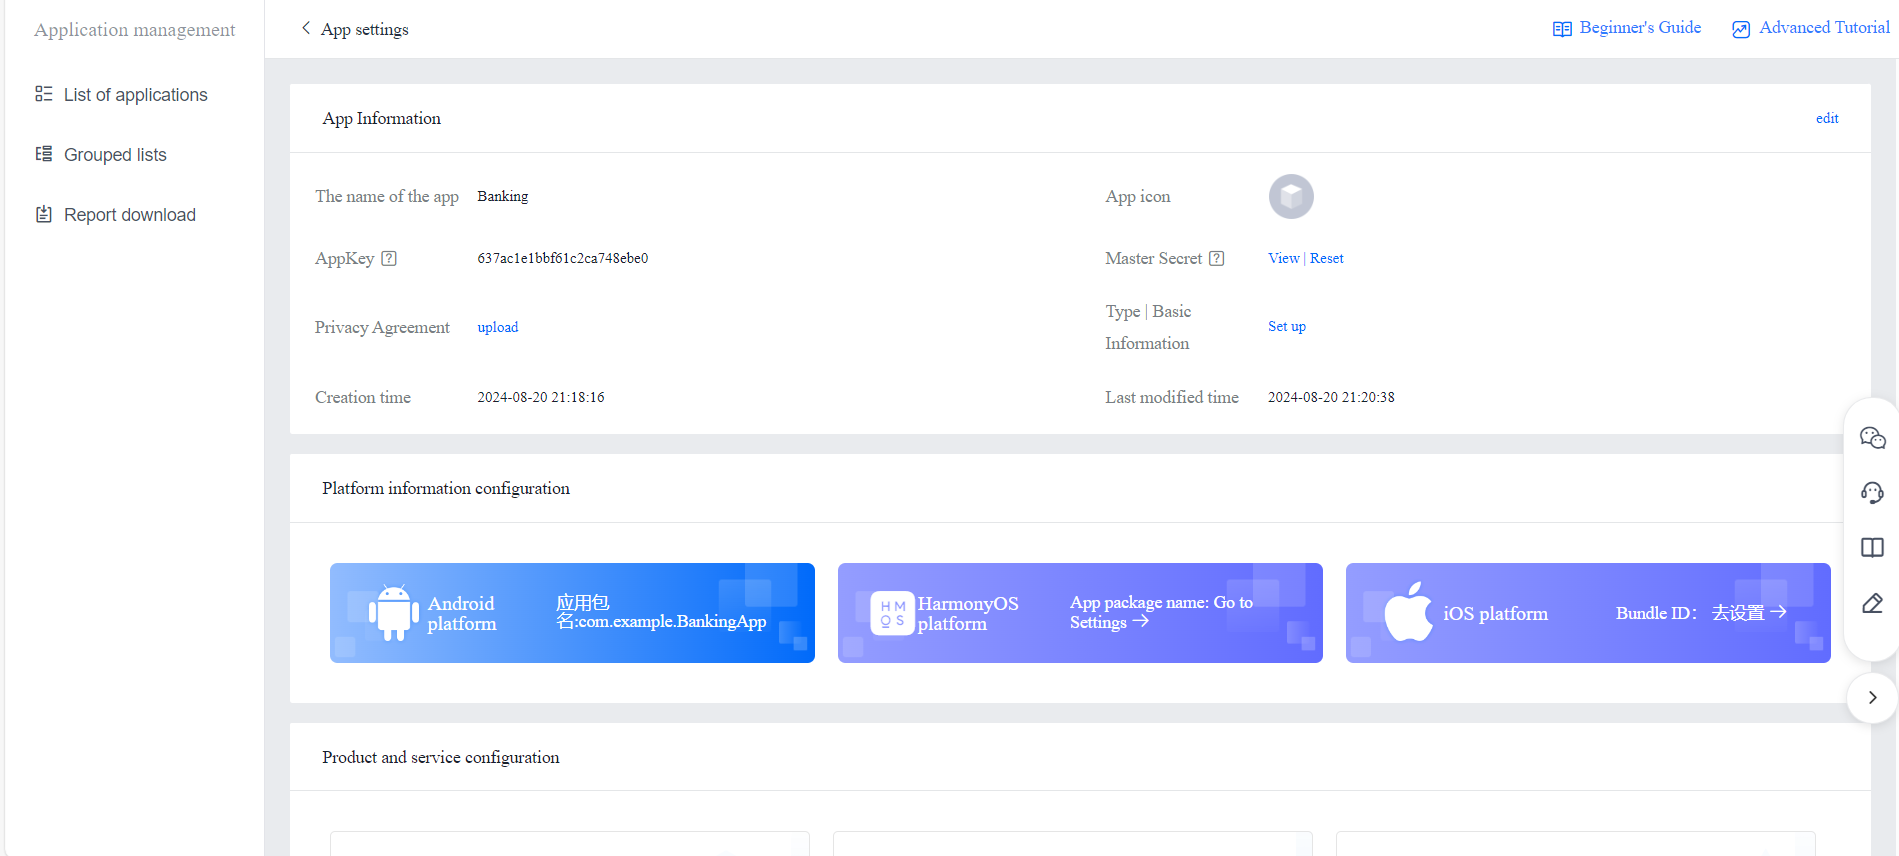 Application management
App settings
Beginner's Guide
Advanced Tutorial
List of applications
Grouped lists
Report download
App Information
edit
The name of the app
Banking
App icon
AppKey ?
637ac1e1bbf61c2ca748ebe0
Master Secret ?
View | Reset
Privacy Agreement
upload
Type | Basic
Information
Set up
Creation time
2024-08-20 21:18:16
Last modified time
2024-08-20 21:20:38
Platform information configuration
Android
platform
应用包
名:com.example.BankingApp
HM
OS
HarmonyOS
platform
App package name: Go to
Settings
iOS platform
Bundle ID: 去设置
Product and service configuration